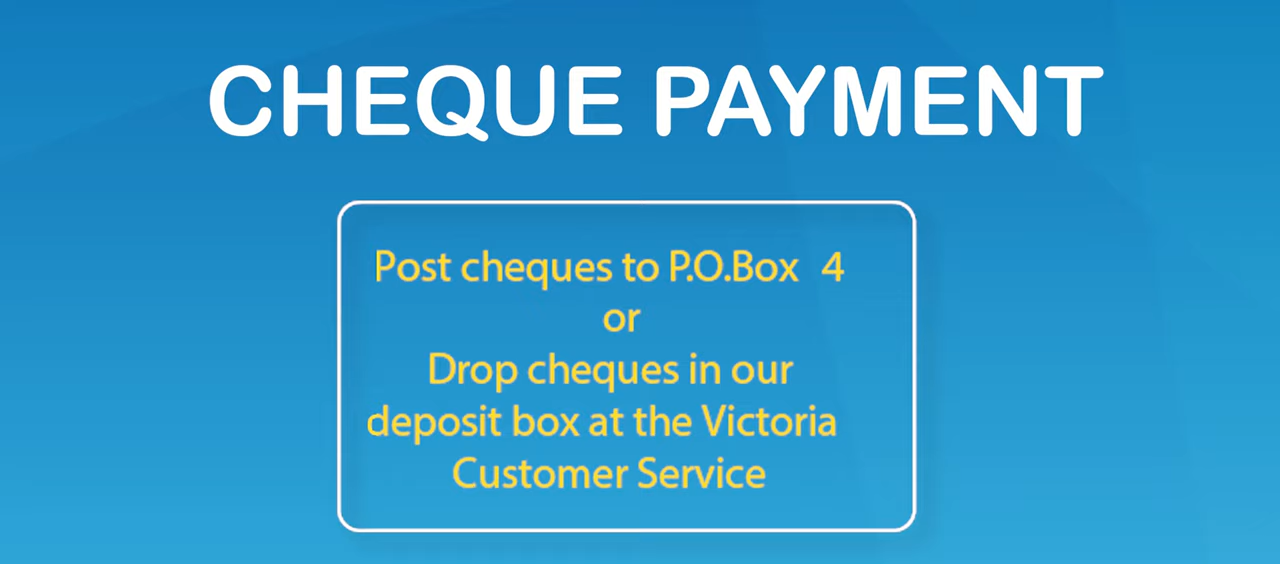 CHEQUE PAYMENT
Post cheques to P.O.Box 4
or
Drop cheques in our
deposit box at the Victoria
Customer Service